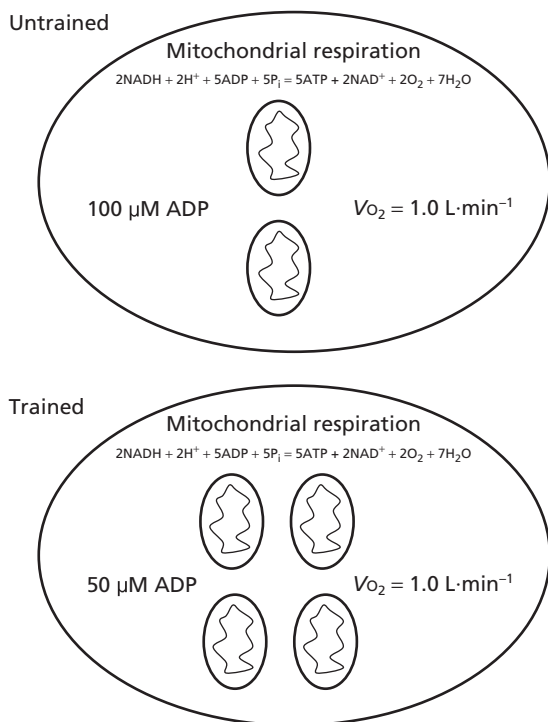 Untrained
Mitochondrial respiration
2NADH + 2H⁺ + 5ADP + 5Pᵢ = 5ATP + 2NAD⁺ + 2O₂ + 7H₂O
100 µM ADP
VO₂ = 1.0 L·min⁻¹
Trained
Mitochondrial respiration
2NADH + 2H⁺ + 5ADP + 5Pᵢ = 5ATP + 2NAD⁺ + 2O₂ + 7H₂O
50 µM ADP
VO₂ = 1.0 L·min⁻¹